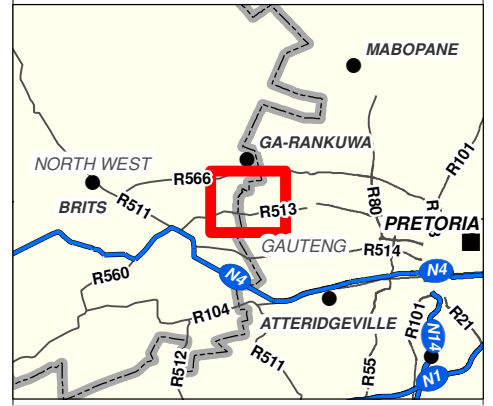 MABOPANE
R101
GA-RANKUWA
NORTH WEST
R566
BRITS
R511
R513
R80
PRETORIA
GAUTENG
R514
N4
R560
N4
R104
ATTERIDGEVILLE
R101
R21
N14
R512
R511
R55
N1